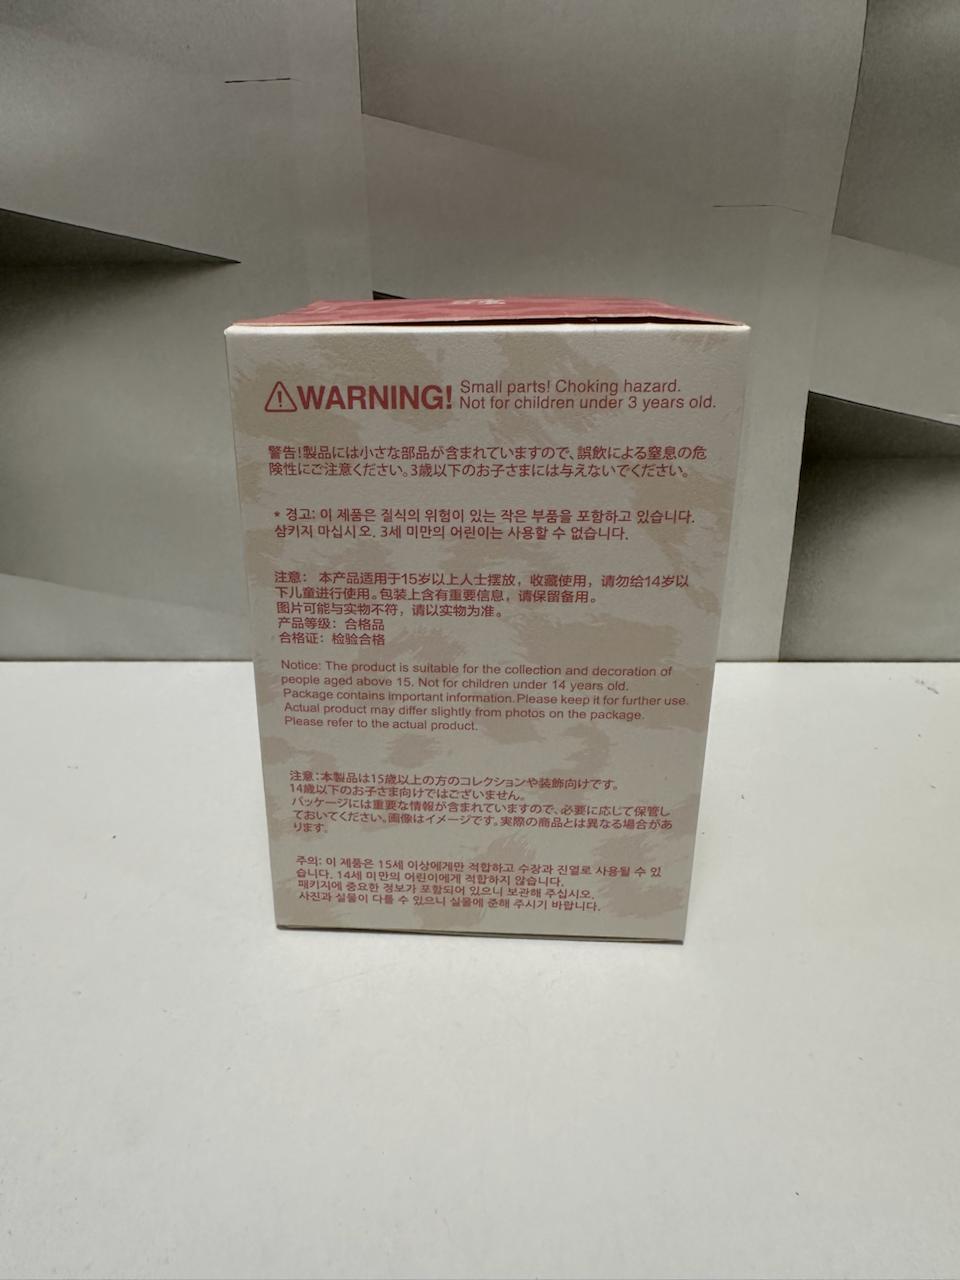 WARNING! Small parts! Choking hazard.
Not for children under 3 years old.
警告!製品には小さな部品が含まれていますので、誤飲による窒息の危
険性にご注意ください。3歳以下のお子さまには与えないでください。
* 경고: 이 제품은 질식의 위험이 있는 작은 부품을 포함하고 있습니다.
삼키지 마십시오. 3세 미만의 어린이는 사용할 수 없습니다.
注意： 本产品适用于15岁以上人士摆放，收藏使用，请勿给14岁以
下儿童进行使用。包装上含有重要信息，请保留备用。
图片可能与实物不符，请以实物为准。
产品等级：合格品
合格证：检验合格
Notice: The product is suitable for the collection and decoration of
people aged above 15. Not for children under 14 years old.
Package contains important information. Please keep it for further use.
Actual product may differ slightly from photos on the package.
Please refer to the actual product.
注意：本製品は15歳以上の方のコレクションや装飾向けです。
14歳以下のお子さま向けではございません。
パッケージには重要な情報が含まれていますので、必要に応じて保管し
ておいてください。画像はイメージです。実際の商品とは異なる場合があ
ります。
주의: 이 제품은 15세 이상에게만 적합하고 수장과 진열로 사용될 수 있
습니다. 14세 미만의 어린이에게 적합하지 않습니다.
패키지에 중요한 정보가 포함되어 있으니 보관해 주십시오.
사진과 실물이 다를 수 있으니 실물에 준해 주시기 바랍니다.